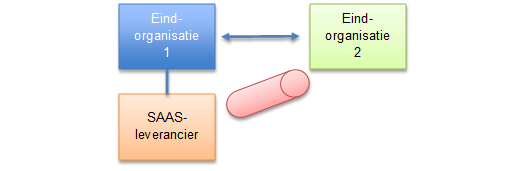 Eind-
organisatie
1
Eind-
organisatie
2
SAAS-
leverancier